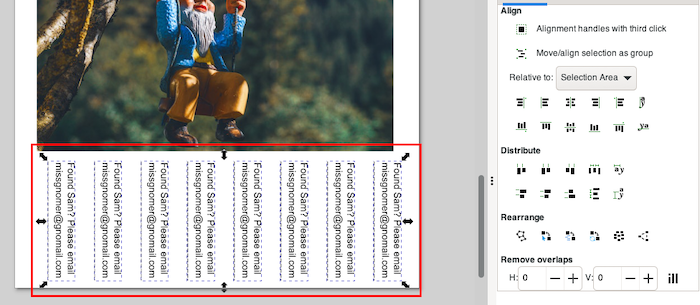 Align
Alignment handles with third click
Move/align selection as group
Relative to: Selection Area
Distribute
Rearrange
Remove overlaps
H: 0 V: 0
Found Sam? Please email
missgnomer@gnomail.com
Found Sam? Please email
missgnomer@gnomail.com
Found Sam? Please email
missgnomer@gnomail.com
Found Sam? Please email
missgnomer@gnomail.com
Found Sam? Please email
missgnomer@gnomail.com
Found Sam? Please email
missgnomer@gnomail.com
Found Sam? Please email
missgnomer@gnomail.com
Found Sam? Please email
missgnomer@gnomail.com